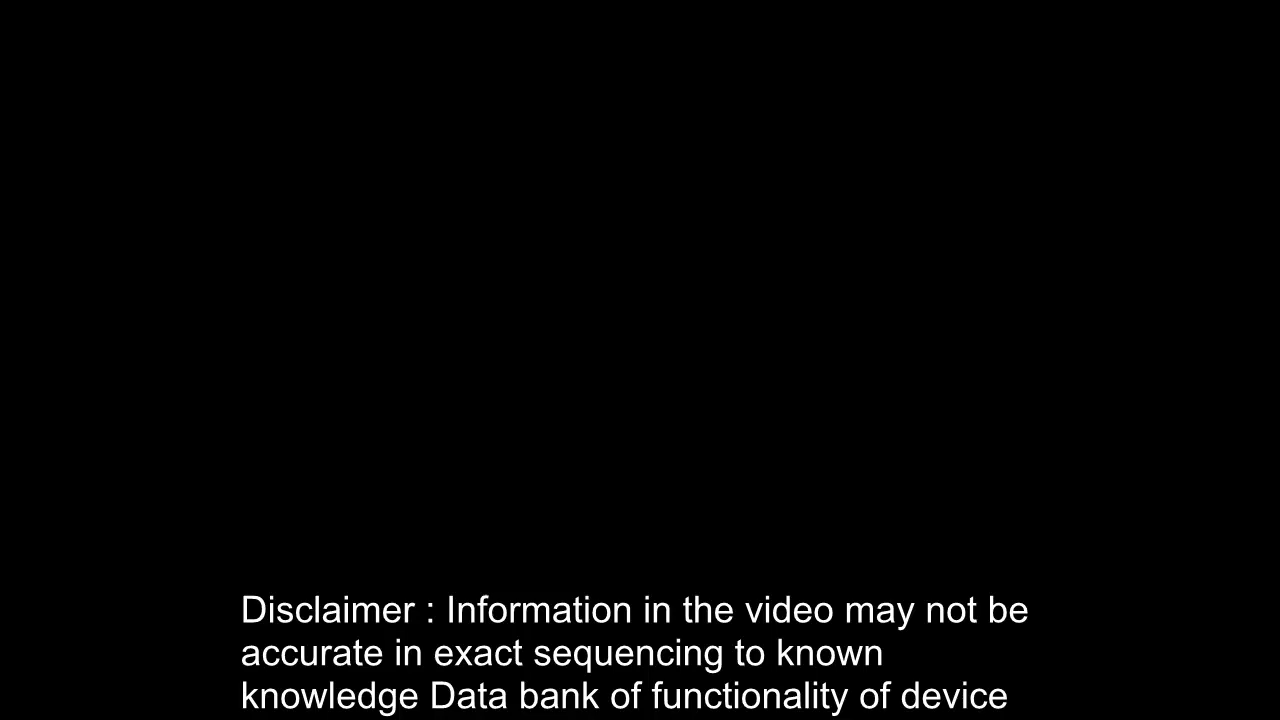 Disclaimer : Information in the video may not be
accurate in exact sequencing to known
knowledge Data bank of functionality of device